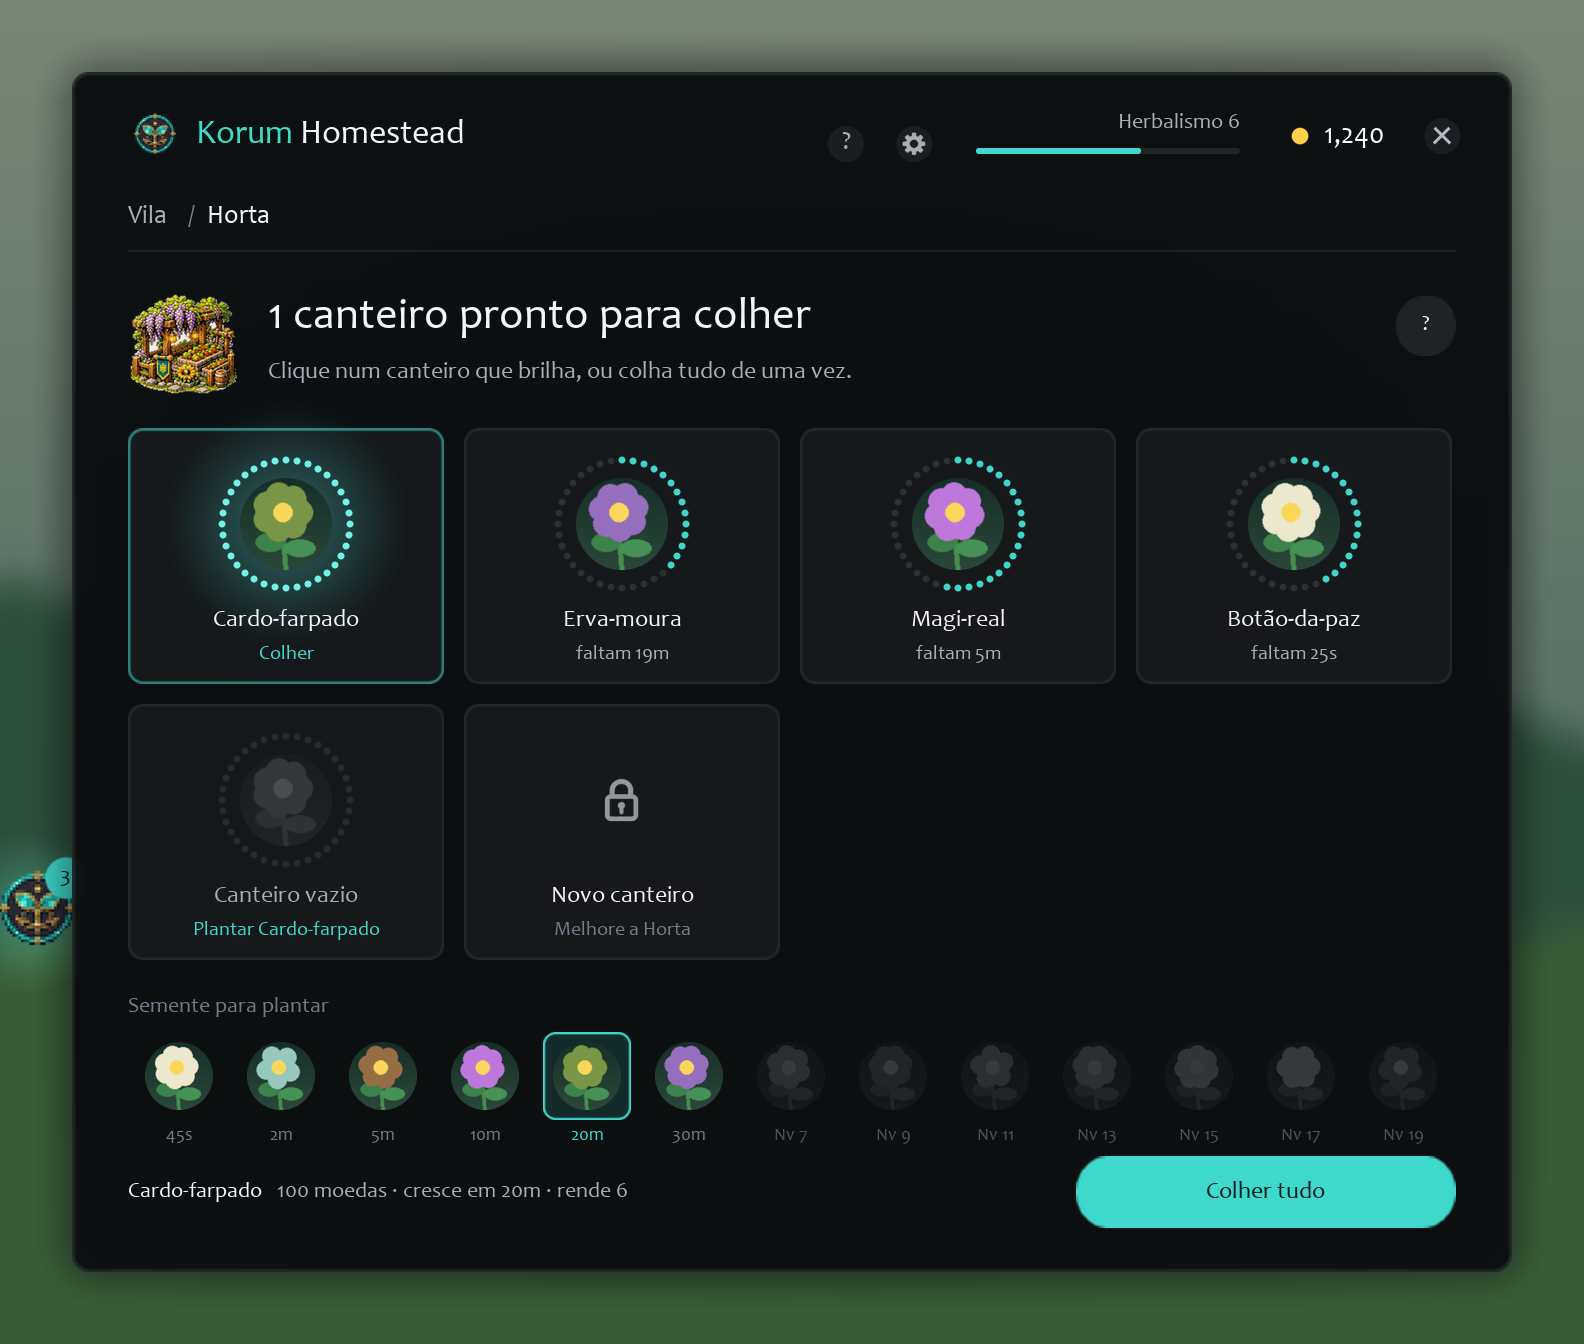 Korum Homestead
?
Herbalismo 6
1,240
Vila / Horta
1 canteiro pronto para colher
?
Clique num canteiro que brilha, ou colha tudo de uma vez.
Cardo-farpado
Colher
Erva-moura
faltam 19m
Magi-real
faltam 5m
Botão-da-paz
faltam 25s
Canteiro vazio
Plantar Cardo-farpado
Novo canteiro
Melhore a Horta
3
Semente para plantar
45s 2m 5m 10m 20m 30m Nv 7 Nv 9 Nv 11 Nv 13 Nv 15 Nv 17 Nv 19
Cardo-farpado 100 moedas · cresce em 20m · rende 6
Colher tudo